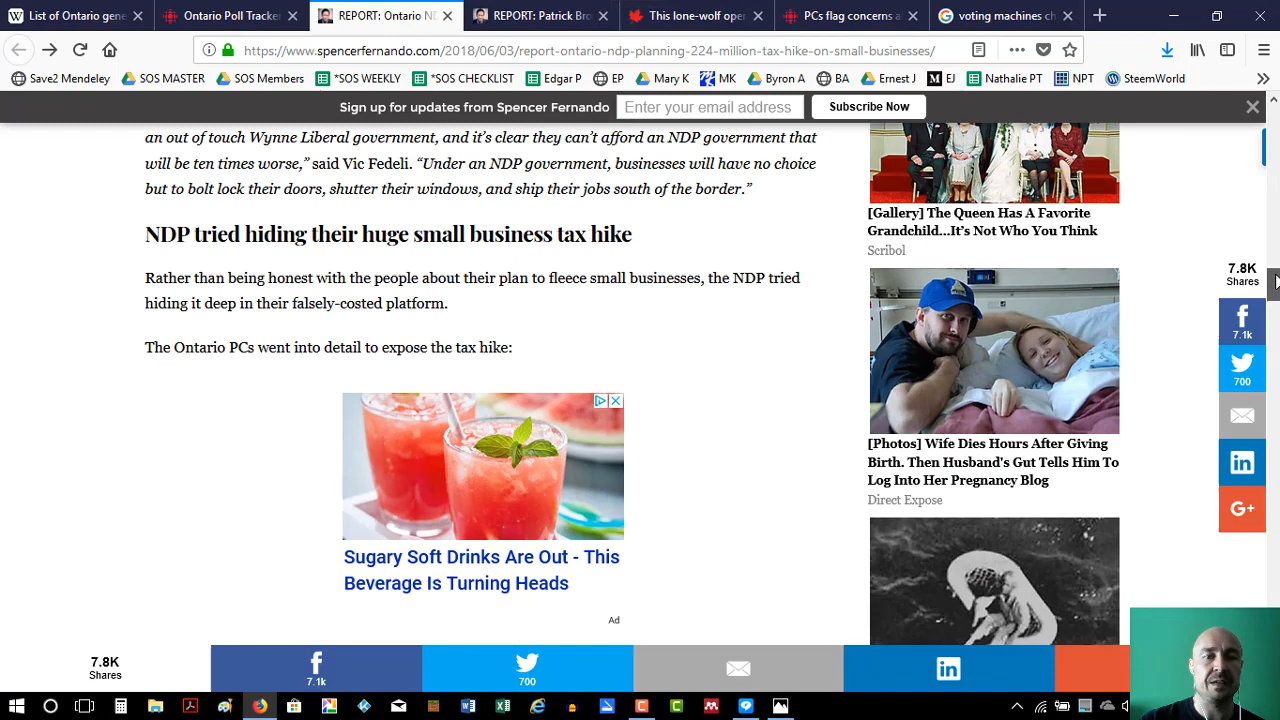 List of Ontario gene
Ontario Poll Tracker
REPORT: Ontario ND
REPORT: Patrick Bro
This lone-wolf oper
PCs flag concerns a
voting machines ch
https://www.spencerfernando.com/2018/06/03/report-ontario-ndp-planning-224-million-tax-hike-on-small-businesses/
Save2 Mendeley
SOS MASTER
SOS Members
*SOS WEEKLY
*SOS CHECKLIST
Edgar P
EP
Mary K
MK
Byron A
BA
Ernest J
EJ
Nathalie PT
NPT
SteemWorld
Sign up for updates from Spencer Fernando
Enter your email address
Subscribe Now
an out of touch Wynne Liberal government, and it's clear they can't afford an NDP government that
will be ten times worse," said Vic Fedeli. "Under an NDP government, businesses will have no choice
but to bolt lock their doors, shutter their windows, and ship their jobs south of the border."
NDP tried hiding their huge small business tax hike
Rather than being honest with the people about their plan to fleece small businesses, the NDP tried
hiding it deep in their falsely-costed platform.
The Ontario PCs went into detail to expose the tax hike:
Sugary Soft Drinks Are Out - This
Beverage Is Turning Heads
Ad
[Gallery] The Queen Has A Favorite
Grandchild...It's Not Who You Think
Scribol
[Photos] Wife Dies Hours After Giving
Birth. Then Husband's Gut Tells Him To
Log Into Her Pregnancy Blog
Direct Expose
7.8K
Shares
7.1k
700
G+
7.8K
Shares
7.1k
700